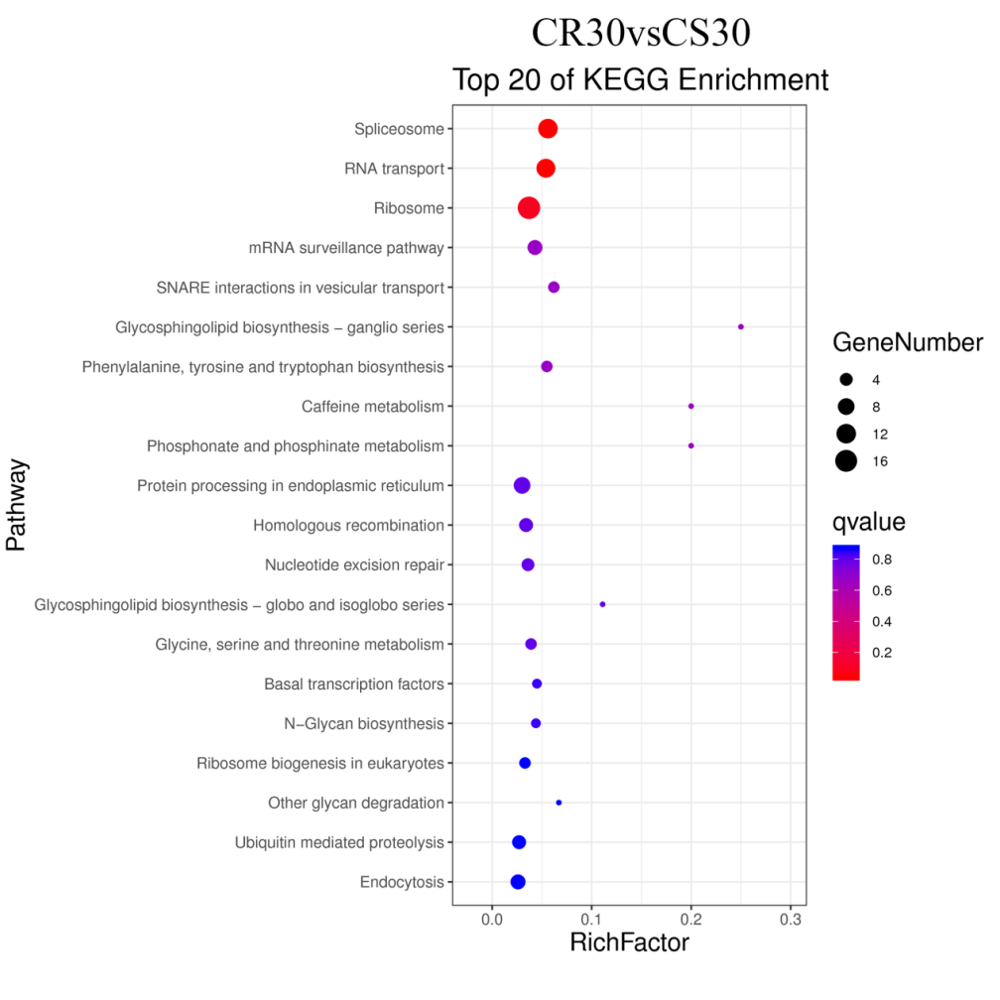 CR30vsCS30
Top 20 of KEGG Enrichment
Pathway
Spliceosome
RNA transport
Ribosome
mRNA surveillance pathway
SNARE interactions in vesicular transport
Glycosphingolipid biosynthesis − ganglio series
Phenylalanine, tyrosine and tryptophan biosynthesis
Caffeine metabolism
Phosphonate and phosphinate metabolism
Protein processing in endoplasmic reticulum
Homologous recombination
Nucleotide excision repair
Glycosphingolipid biosynthesis − globo and isoglobo series
Glycine, serine and threonine metabolism
Basal transcription factors
N−Glycan biosynthesis
Ribosome biogenesis in eukaryotes
Other glycan degradation
Ubiquitin mediated proteolysis
Endocytosis
0.0 0.1 0.2 0.3
RichFactor
GeneNumber
4
8
12
16
qvalue
0.8
0.6
0.4
0.2